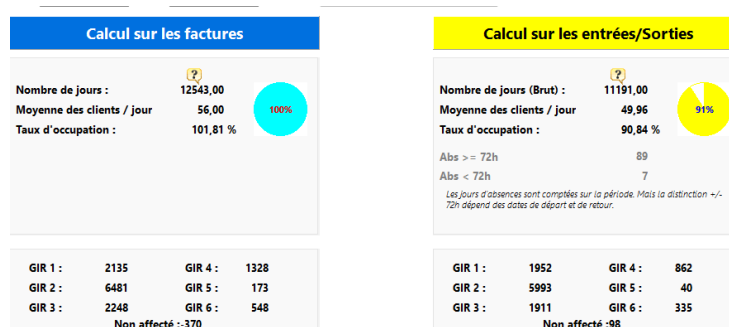 Calcul sur les factures
Nombre de jours : 12543,00
Moyenne des clients / jour 56,00
Taux d'occupation : 101,81 %
100%
GIR 1 : 2135 GIR 4 : 1328
GIR 2 : 6481 GIR 5 : 173
GIR 3 : 2248 GIR 6 : 548
Non affecté :-370
Calcul sur les entrées/Sorties
Nombre de jours (Brut) : 11191,00
Moyenne des clients / jour 49,96
Taux d'occupation : 90,84 %
91%
Abs >= 72h 89
Abs < 72h 7
Les jours d'absences sont comptées sur la période. Mais la distinction +/-
72h dépend des dates de départ et de retour.
GIR 1 : 1952 GIR 4 : 862
GIR 2 : 5993 GIR 5 : 40
GIR 3 : 1911 GIR 6 : 335
Non affecté :98